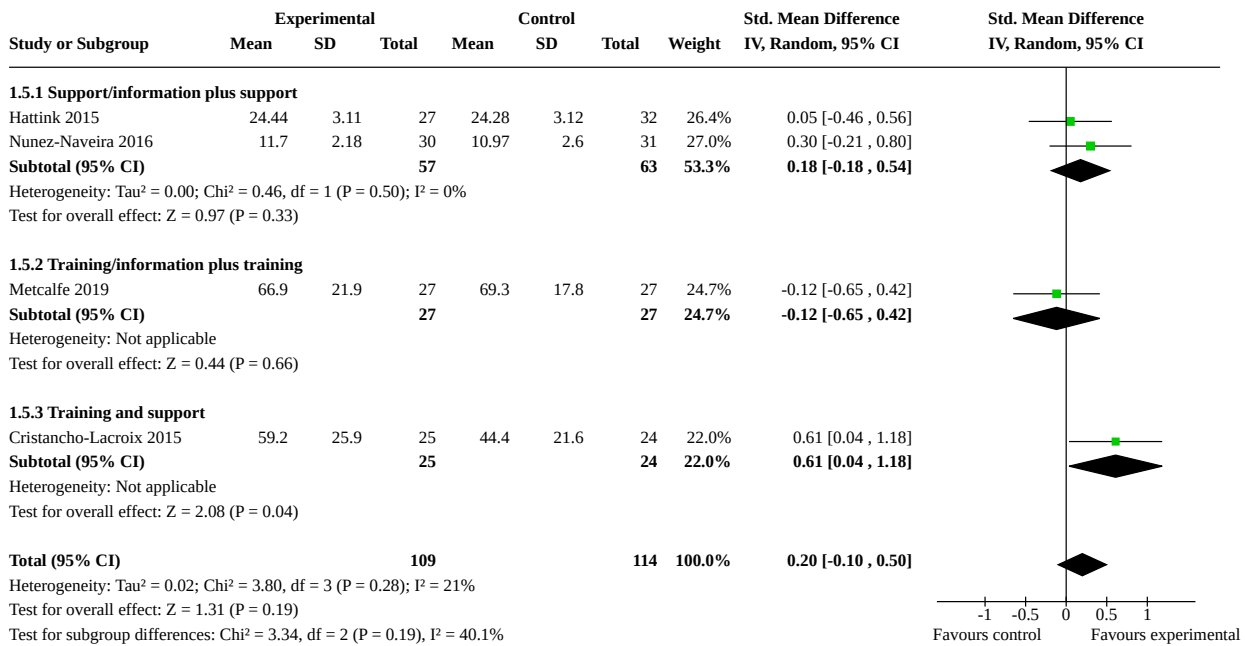 Experimental Control Std. Mean Difference Std. Mean Difference
Study or Subgroup Mean SD Total Mean SD Total Weight IV, Random, 95% CI IV, Random, 95% CI
1.5.1 Support/information plus support
Hattink 2015 24.44 3.11 27 24.28 3.12 32 26.4% 0.05 [-0.46 , 0.56]
Nunez-Naveira 2016 11.7 2.18 30 10.97 2.6 31 27.0% 0.30 [-0.21 , 0.80]
Subtotal (95% CI) 57 63 53.3% 0.18 [-0.18 , 0.54]
Heterogeneity: Tau² = 0.00; Chi² = 0.46, df = 1 (P = 0.50); I² = 0%
Test for overall effect: Z = 0.97 (P = 0.33)
1.5.2 Training/information plus training
Metcalfe 2019 66.9 21.9 27 69.3 17.8 27 24.7% -0.12 [-0.65 , 0.42]
Subtotal (95% CI) 27 27 24.7% -0.12 [-0.65 , 0.42]
Heterogeneity: Not applicable
Test for overall effect: Z = 0.44 (P = 0.66)
1.5.3 Training and support
Cristancho-Lacroix 2015 59.2 25.9 25 44.4 21.6 24 22.0% 0.61 [0.04 , 1.18]
Subtotal (95% CI) 25 24 22.0% 0.61 [0.04 , 1.18]
Heterogeneity: Not applicable
Test for overall effect: Z = 2.08 (P = 0.04)
Total (95% CI) 109 114 100.0% 0.20 [-0.10 , 0.50]
Heterogeneity: Tau² = 0.02; Chi² = 3.80, df = 3 (P = 0.28); I² = 21%
Test for overall effect: Z = 1.31 (P = 0.19)
Test for subgroup differences: Chi² = 3.34, df = 2 (P = 0.19), I² = 40.1%
-1 -0.5 0 0.5 1
Favours control Favours experimental